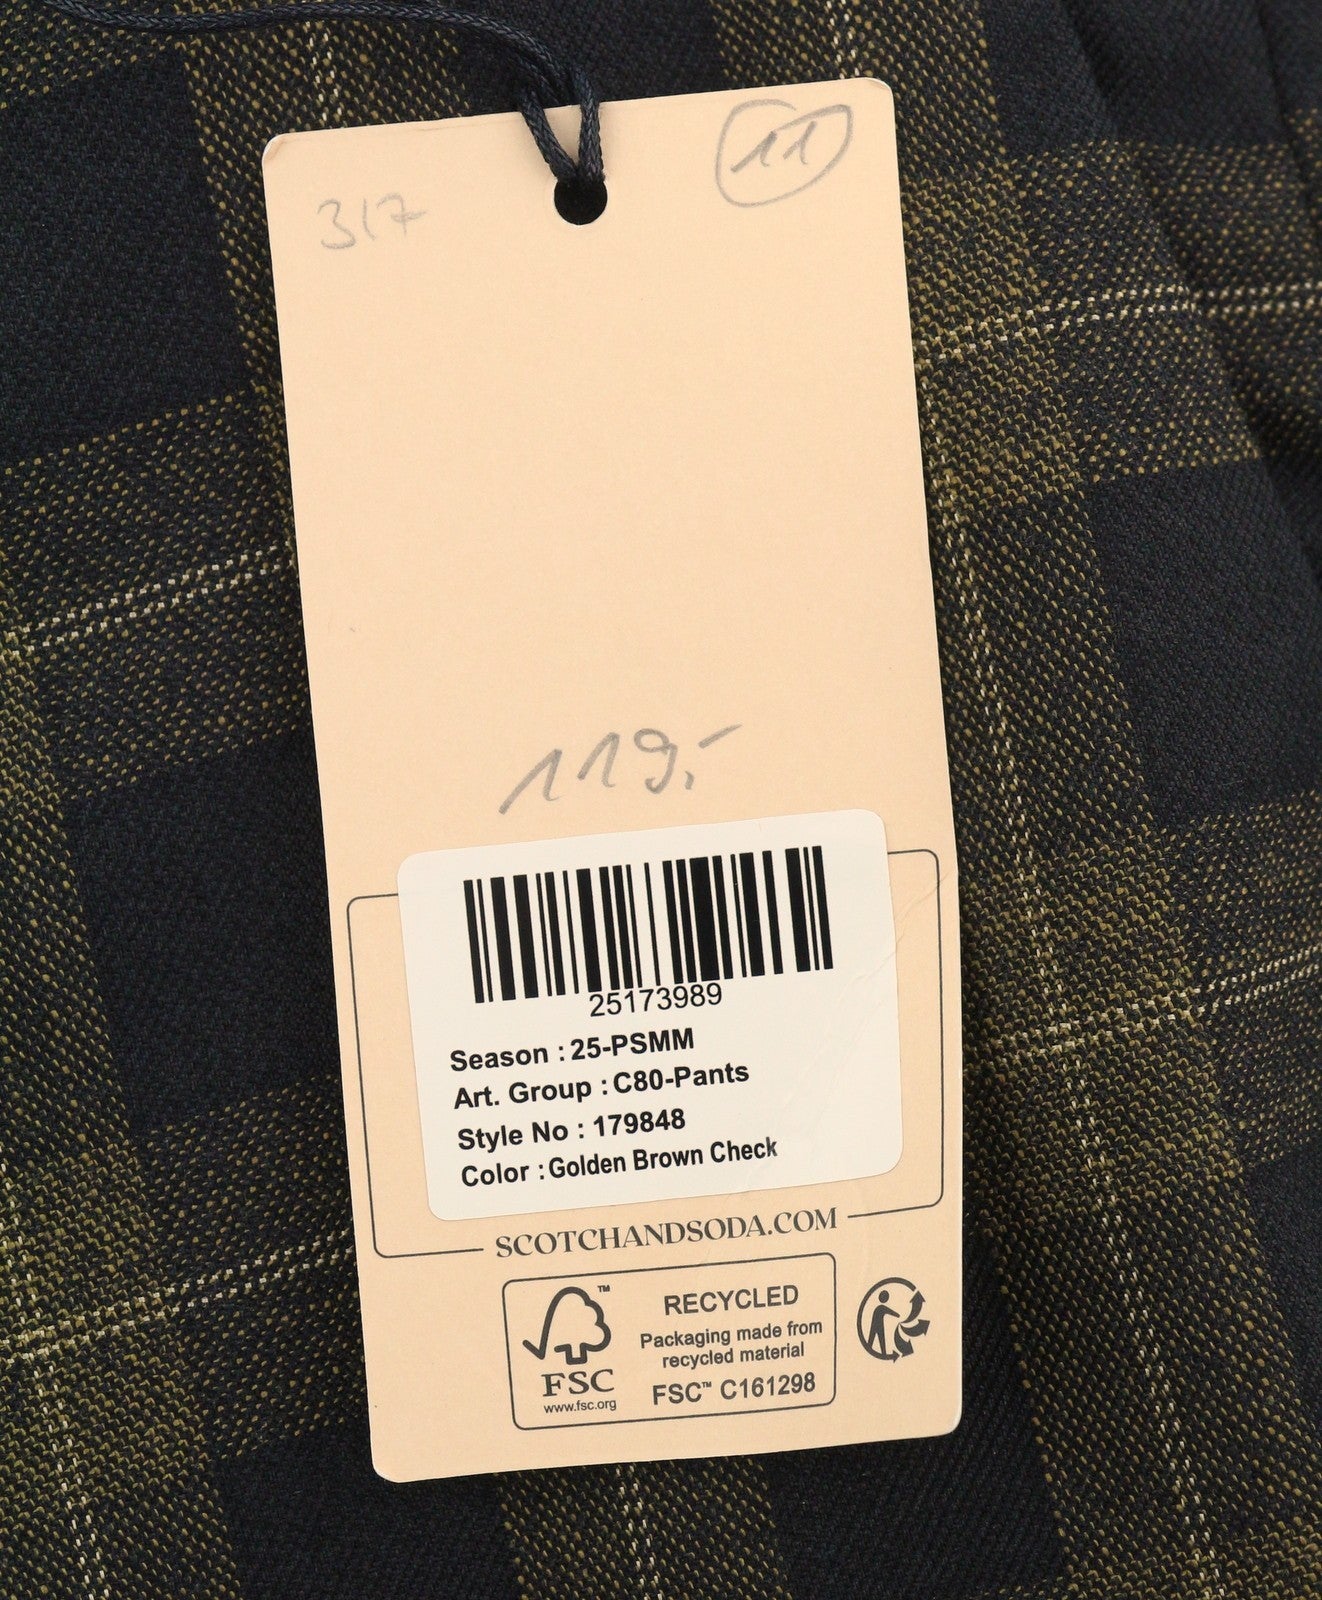 317
11
119,-
25173989
Season : 25-PSMM
Art. Group : C80-Pants
Style No : 179848
Color : Golden Brown Check
SCOTCHANDSODA.COM
FSC™
www.fsc.org
RECYCLED
Packaging made from
recycled material
FSC™ C161298